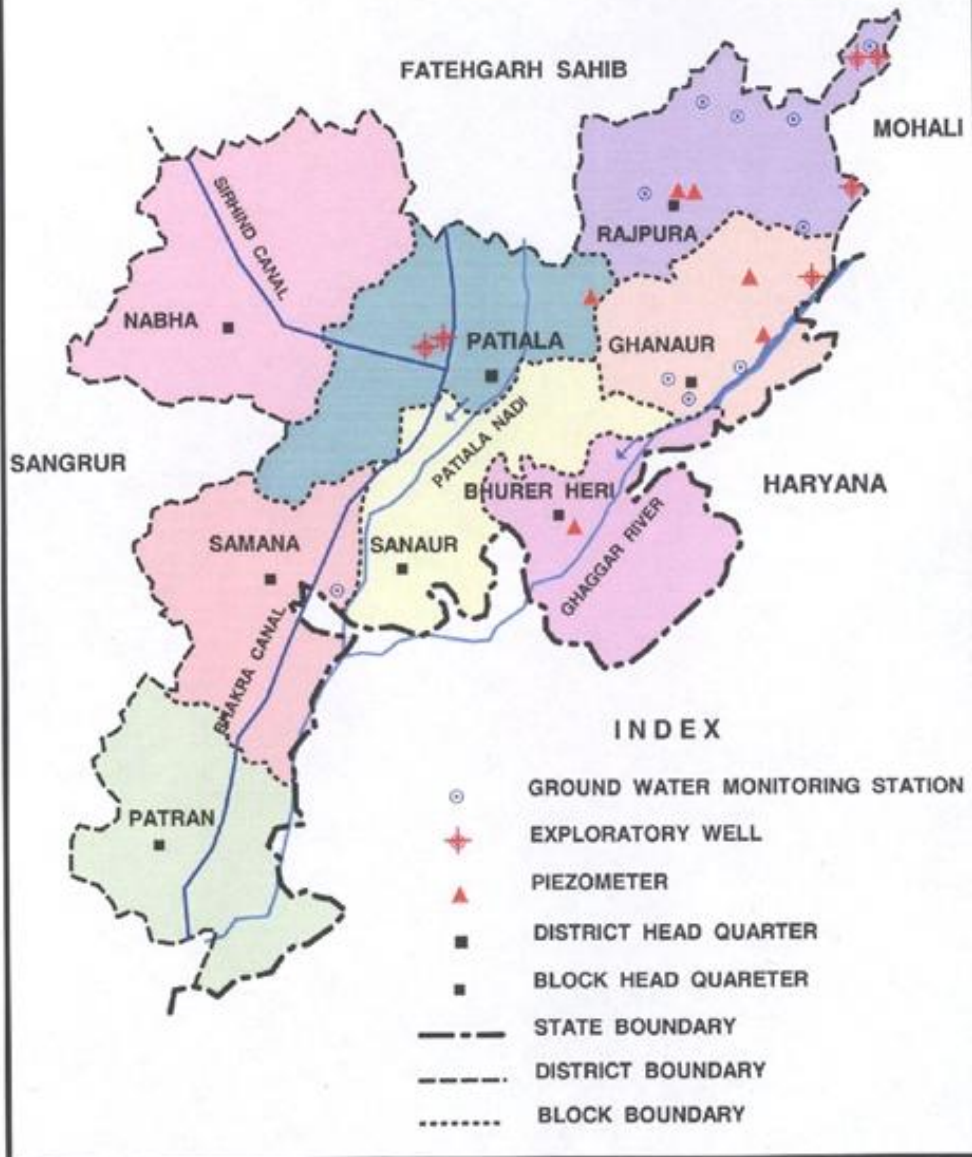 FATEHGARH SAHIB
MOHALI
SIRHIND CANAL
RAJPURA
NABHA
PATIALA
GHANAUR
SANGRUR
PATIALA NADI
HARYANA
BHURER HERI
SAMANA
SANAUR
GHAGGAR RIVER
BHAKRA CANAL
PATRAN
INDEX
GROUND WATER MONITORING STATION
EXPLORATORY WELL
PIEZOMETER
DISTRICT HEAD QUARTER
BLOCK HEAD QUARETER
STATE BOUNDARY
DISTRICT BOUNDARY
BLOCK BOUNDARY